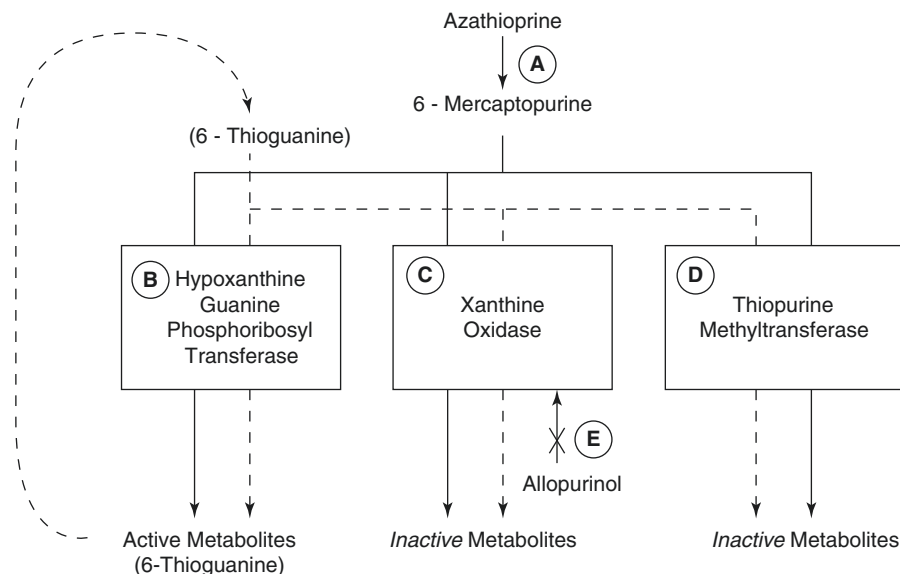 Azathioprine
A
6 - Mercaptopurine
(6 - Thioguanine)
B
Hypoxanthine
Guanine
Phosphoribosyl
Transferase
C
Xanthine
Oxidase
D
Thiopurine
Methyltransferase
E
Allopurinol
Active Metabolites
(6-Thioguanine)
Inactive Metabolites
Inactive Metabolites